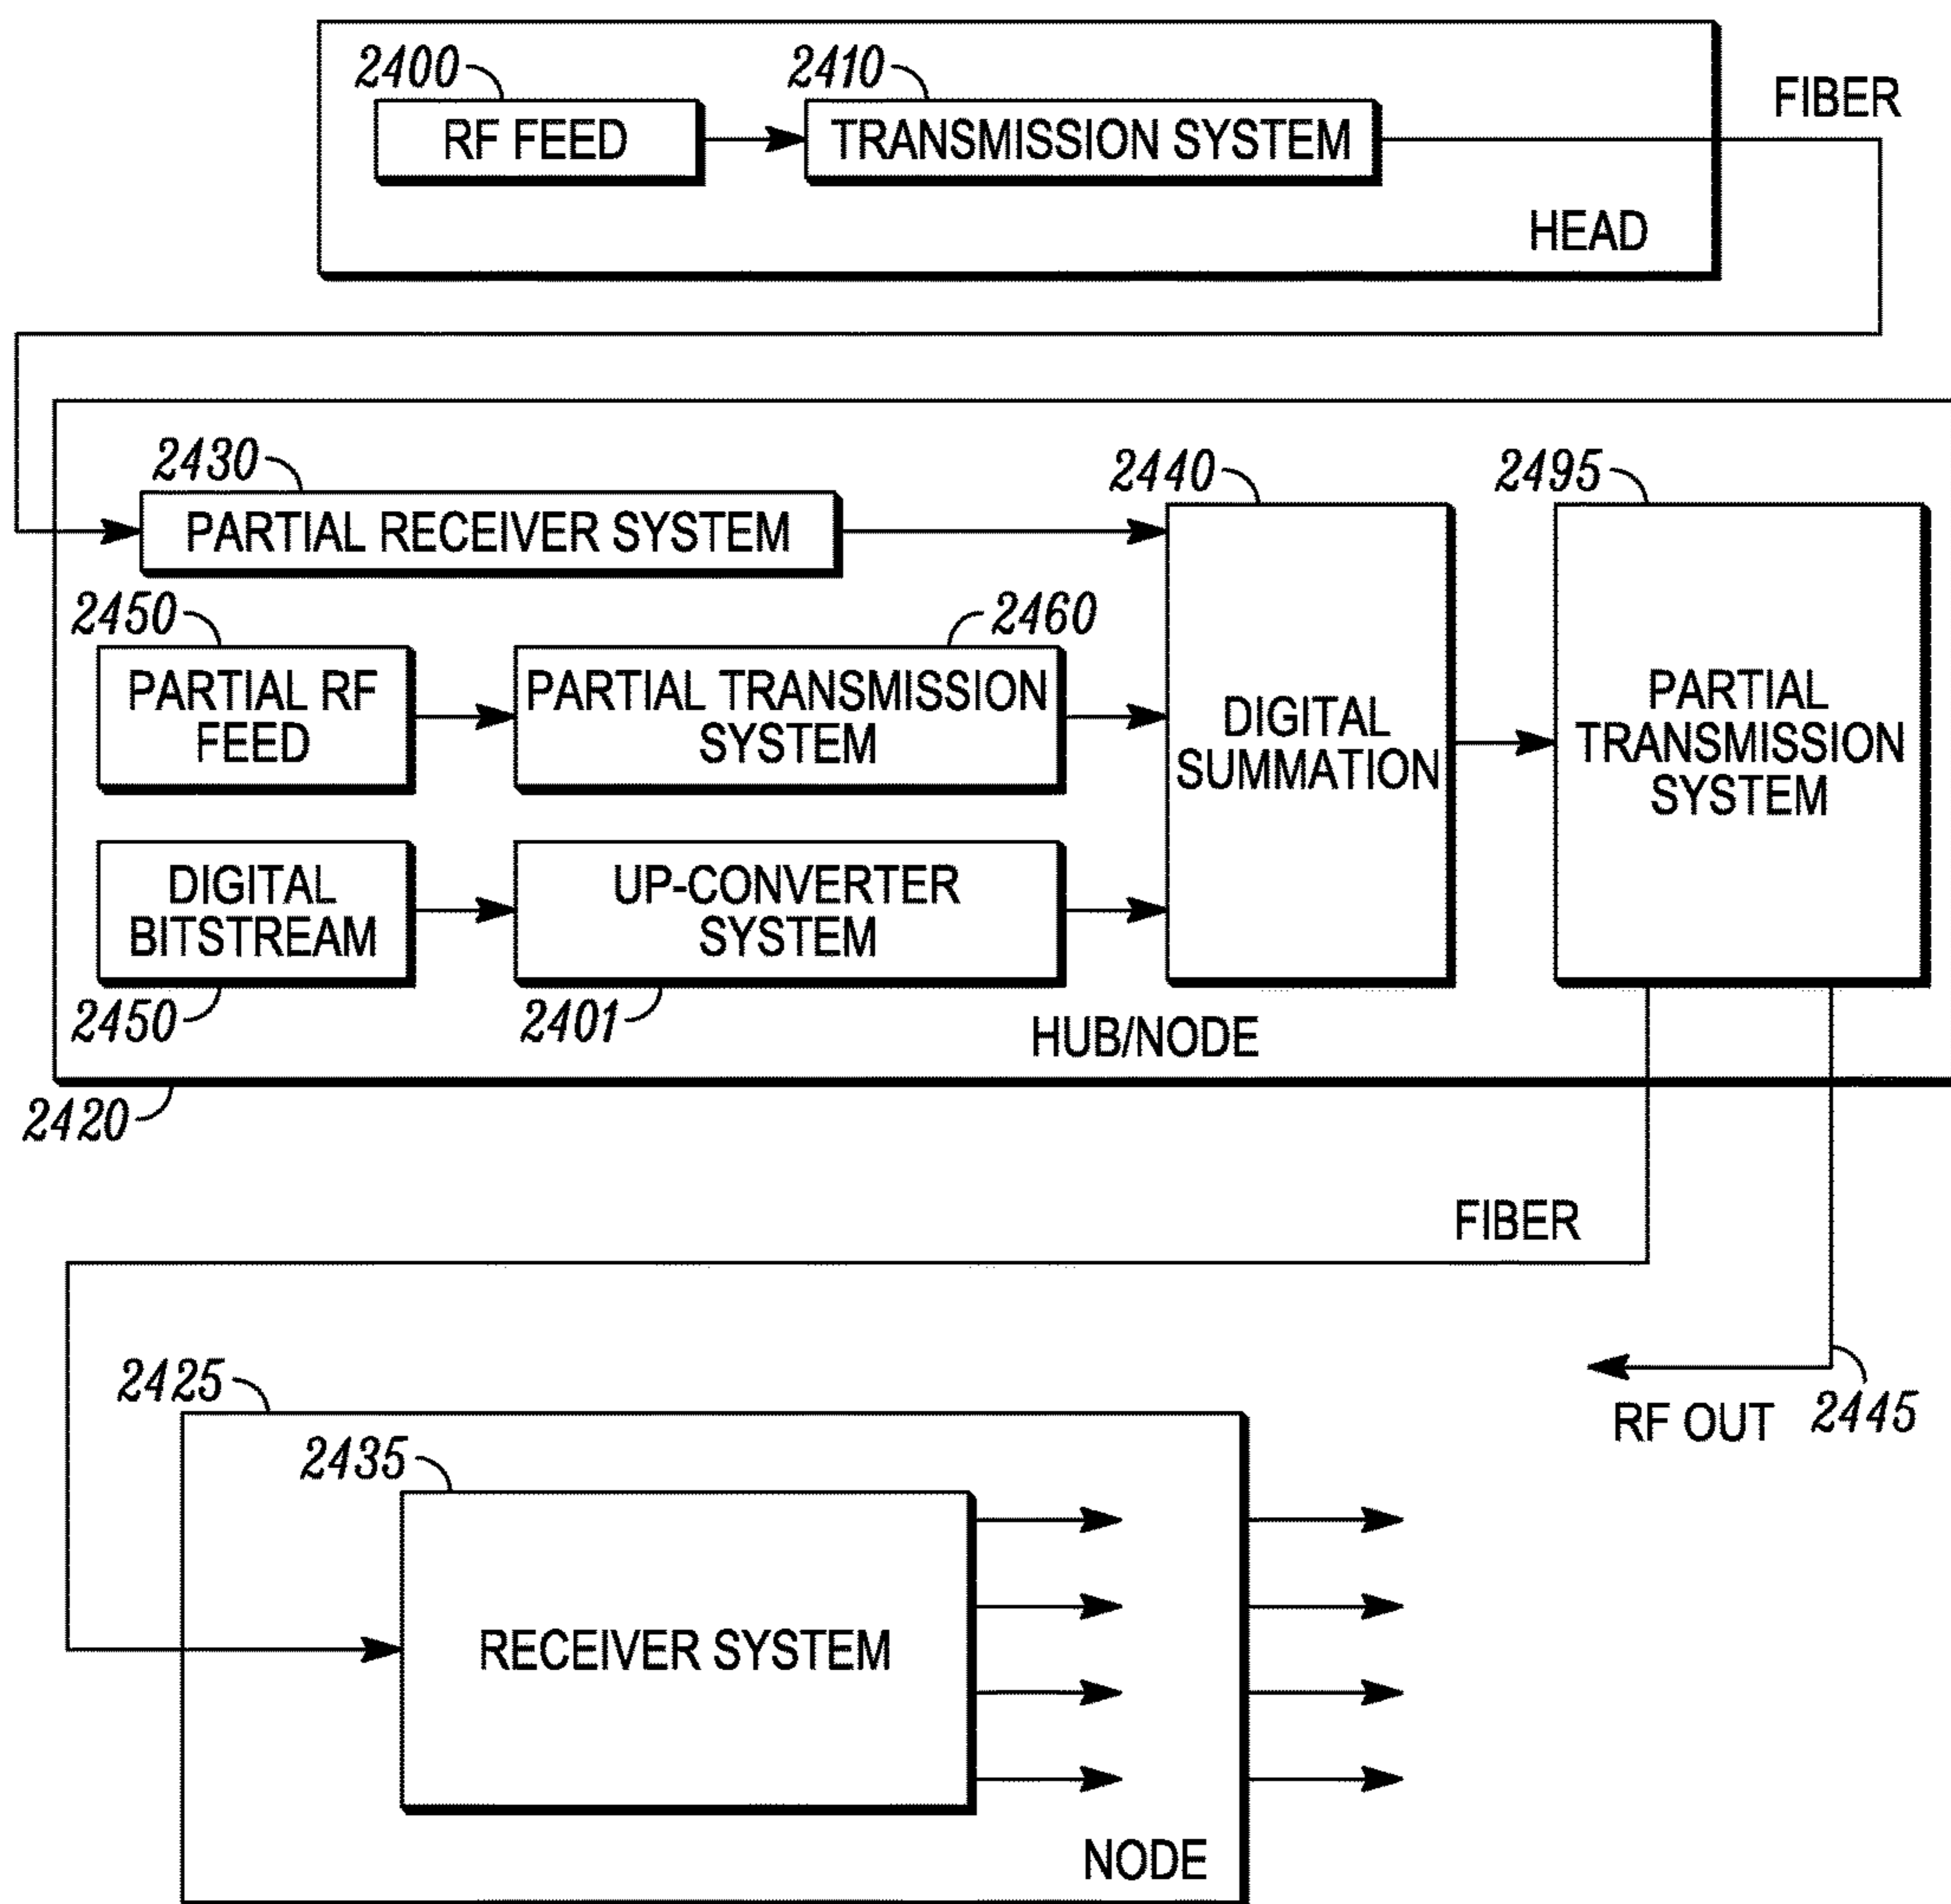 2400
2410
RF FEED
TRANSMISSION SYSTEM
FIBER
HEAD
2430
2440
2495
PARTIAL RECEIVER SYSTEM
2450
2460
PARTIAL RF
FEED
PARTIAL TRANSMISSION
SYSTEM
DIGITAL
SUMMATION
PARTIAL
TRANSMISSION
SYSTEM
DIGITAL
BITSTREAM
UP-CONVERTER
SYSTEM
2450
2401
HUB/NODE
2420
FIBER
2425
RF OUT
2445
2435
RECEIVER SYSTEM
NODE